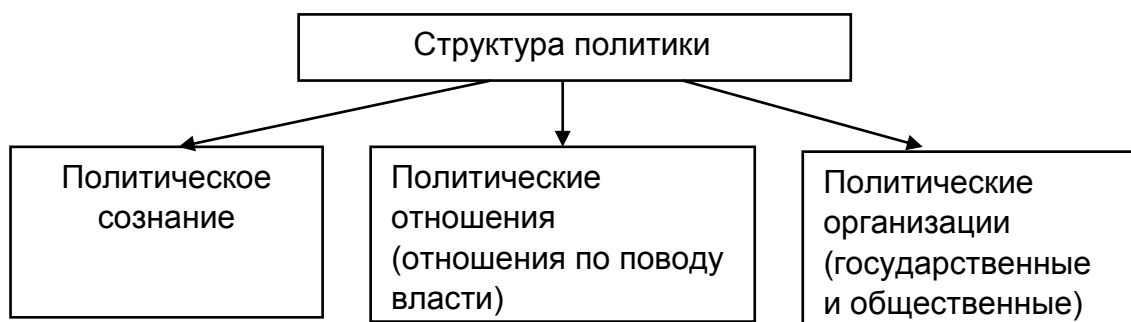 Структура политики
Политическое
сознание
Политические
отношения
(отношения по поводу
власти)
Политические
организации
(государственные
и общественные)